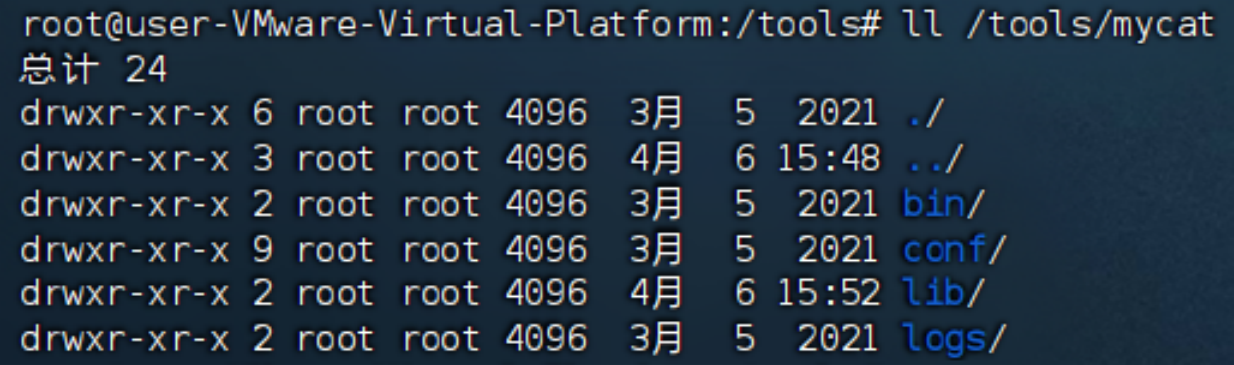 root@user-VMware-Virtual-Platform:/tools# ll /tools/mycat
总计 24
drwxr-xr-x 6 root root 4096 3月 5 2021 ./
drwxr-xr-x 3 root root 4096 4月 6 15:48 ../
drwxr-xr-x 2 root root 4096 3月 5 2021 bin/
drwxr-xr-x 9 root root 4096 3月 5 2021 conf/
drwxr-xr-x 2 root root 4096 4月 6 15:52 lib/
drwxr-xr-x 2 root root 4096 3月 5 2021 logs/